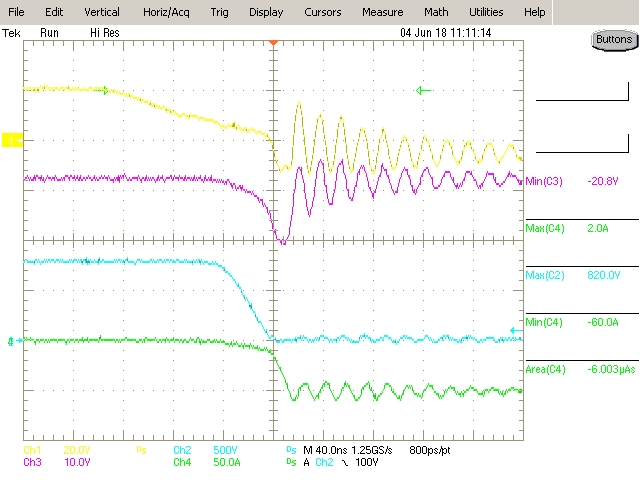 File Edit Vertical Horiz/Acq Trig Display Cursors Measure Math Utilities Help
Tek Run Hi Res 04 Jun 18 11:11:14
Buttons
Min(C3) -20.8V
Max(C4) 2.0A
Max(C2) 820.0V
Min(C4) -60.0A
Area(C4) -6.003µAs
Ch1 20.0V Ds Ch2 500V Ds M 40.0ns 1.25GS/s 800ps/pt
Ch3 10.0V Ch4 50.0A Ds A Ch2 100V